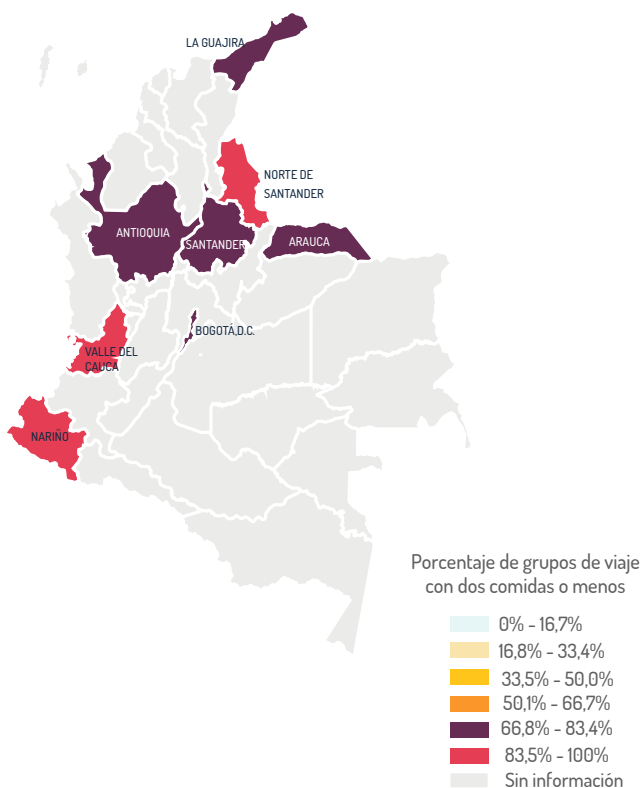 LA GUAJIRA
NORTE DE
SANTANDER
ANTIOQUIA
SANTANDER
ARAUCA
BOGOTÁ,D.C.
VALLE DEL
CAUCA
NARIÑO
Porcentaje de grupos de viaje
con dos comidas o menos
0% - 16,7%
16,8% - 33,4%
33,5% - 50,0%
50,1% - 66,7%
66,8% - 83,4%
83,5% - 100%
Sin información